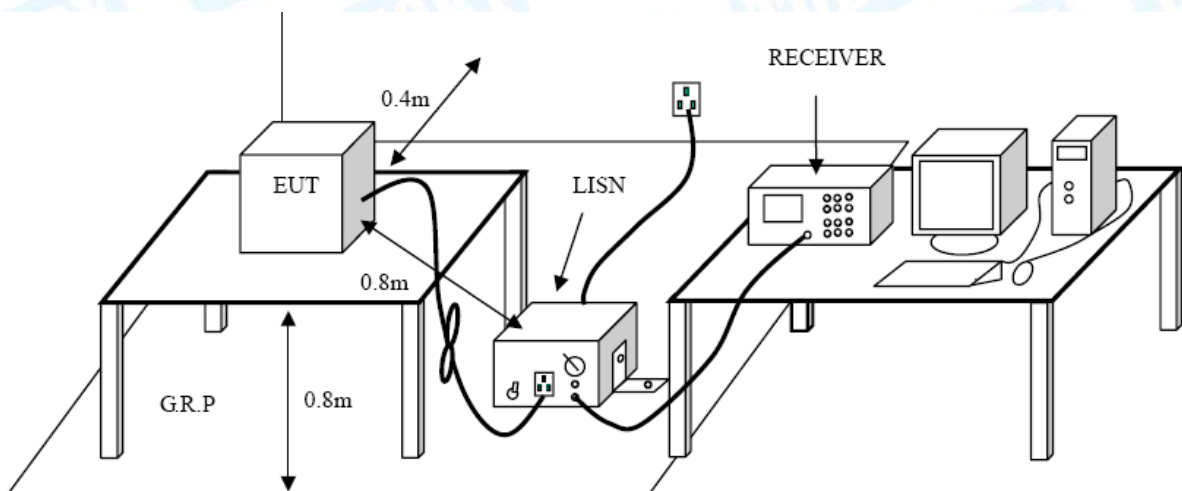 RECEIVER
0.4m
EUT
LISN
0.8m
G.R.P
0.8m